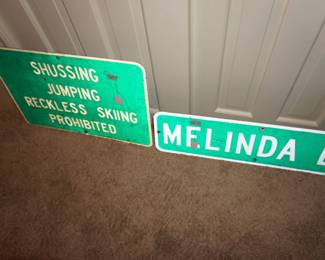 SHUSSING
JUMPING
RECKLESS SKIING
PROHIBITED
MELINDA